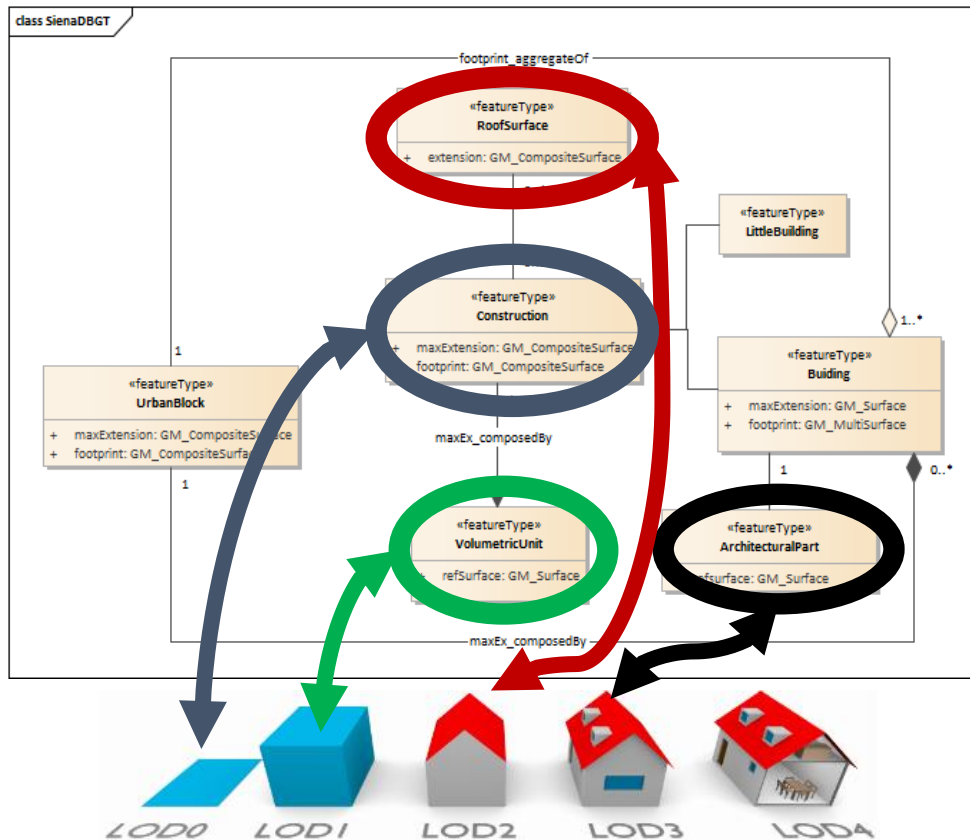 class SienaDBGT
footprint_aggregateOf
«featureType»
RoofSurface
+ extension: GM_CompositeSurface
«featureType»
LittleBuilding
«featureType»
Construction
+ maxExtension: GM_CompositeSurface
footprint: GM_CompositeSurface
1..*
1
«featureType»
Buiding
+ maxExtension: GM_Surface
+ footprint: GM_MultiSurface
«featureType»
UrbanBlock
+ maxExtension: GM_CompositeSurface
+ footprint: GM_CompositeSurface
maxEx_composedBy
1
1
0..*
«featureType»
VolumetricUnit
+ refSurface: GM_Surface
«featureType»
ArchitecturalPart
refsurface: GM_Surface
maxEx_composedBy
LOD0 LOD1 LOD2 LOD3 LOD4